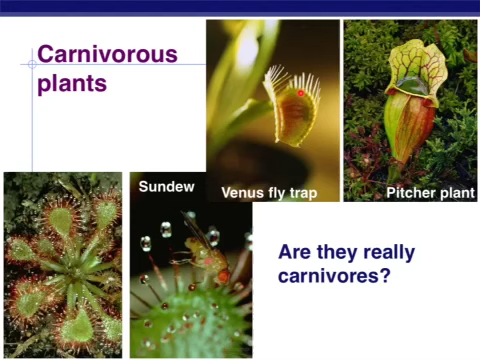 Carnivorous
plants
Sundew
Venus fly trap
Pitcher plant
Are they really
carnivores?